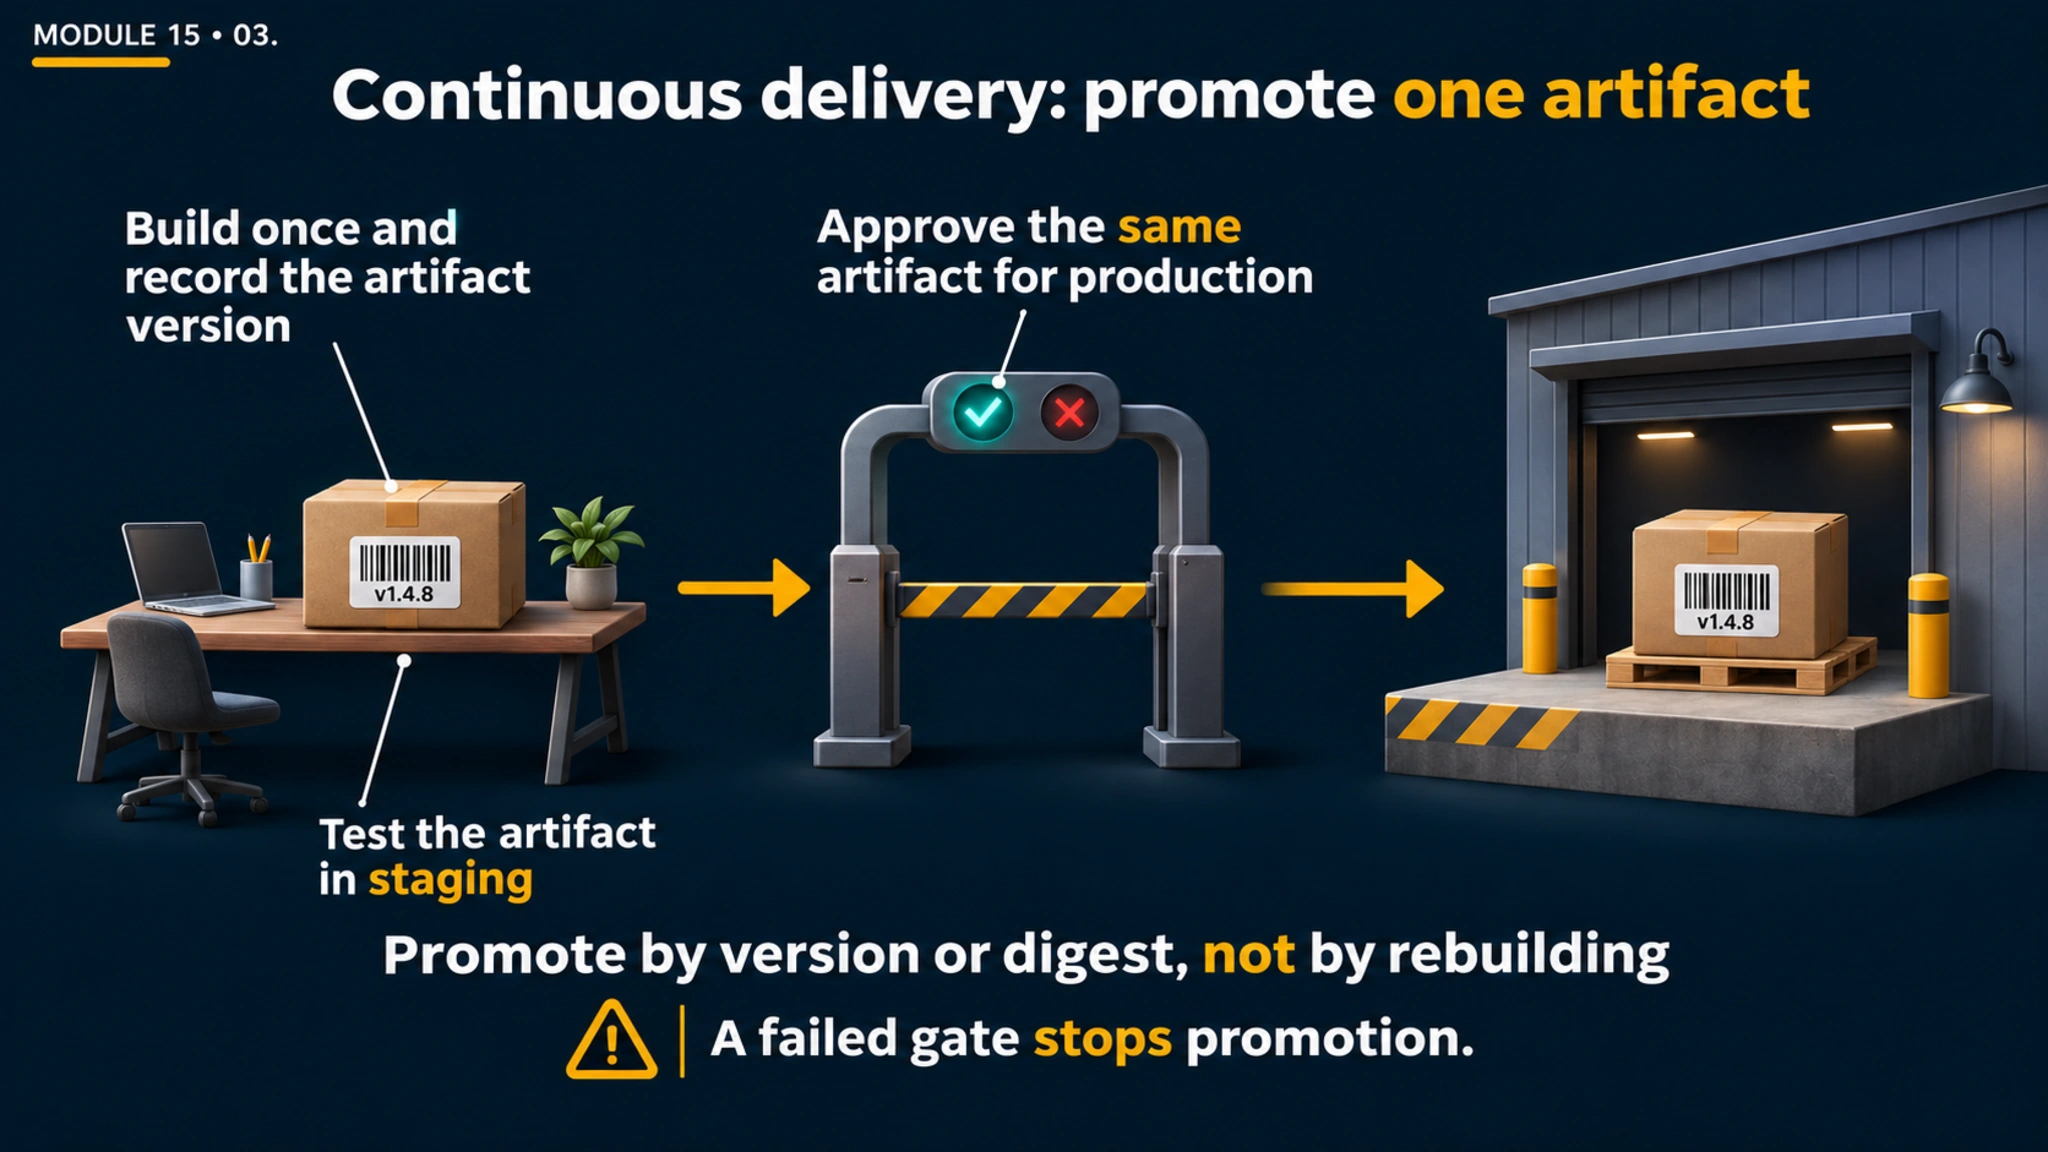 MODULE 15 • 03.
Continuous delivery: promote one artifact
Build once and
record the artifact
version
Approve the same
artifact for production
v1.4.8
v1.4.8
Test the artifact
in staging
Promote by version or digest, not by rebuilding
A failed gate stops promotion.